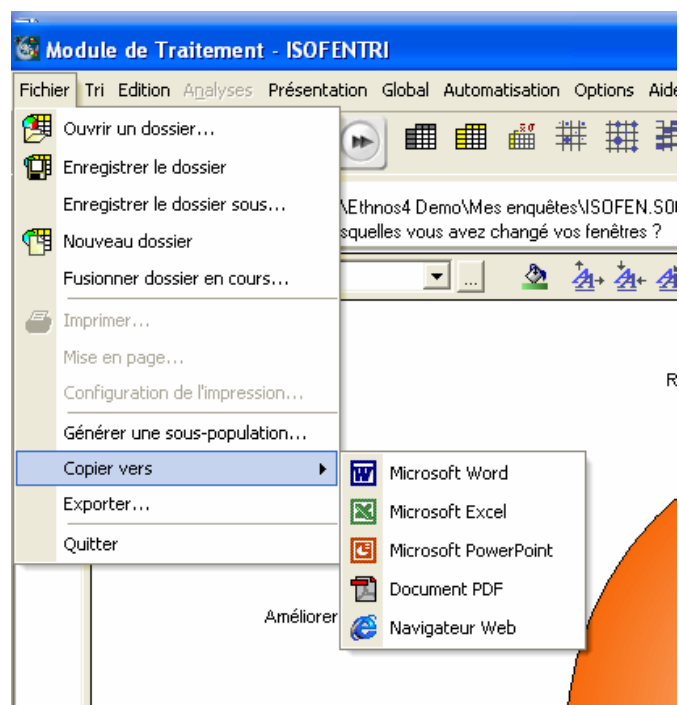 Module de Traitement - ISOFENTRI
Fichier Tri Edition Analyses Présentation Global Automatisation Options Aide
Ouvrir un dossier...
Enregistrer le dossier
Enregistrer le dossier sous...
\Ethnos4 Demo\Mes enquêtes\ISOFEN.SO
Nouveau dossier
squelles vous avez changé vos fenêtres ?
Fusionner dossier en cours...
...
Imprimer...
Mise en page...
R
Configuration de l'impression...
Générer une sous-population...
Copier vers
Microsoft Word
Exporter...
Microsoft Excel
Quitter
Microsoft PowerPoint
Document PDF
Améliorer
Navigateur Web